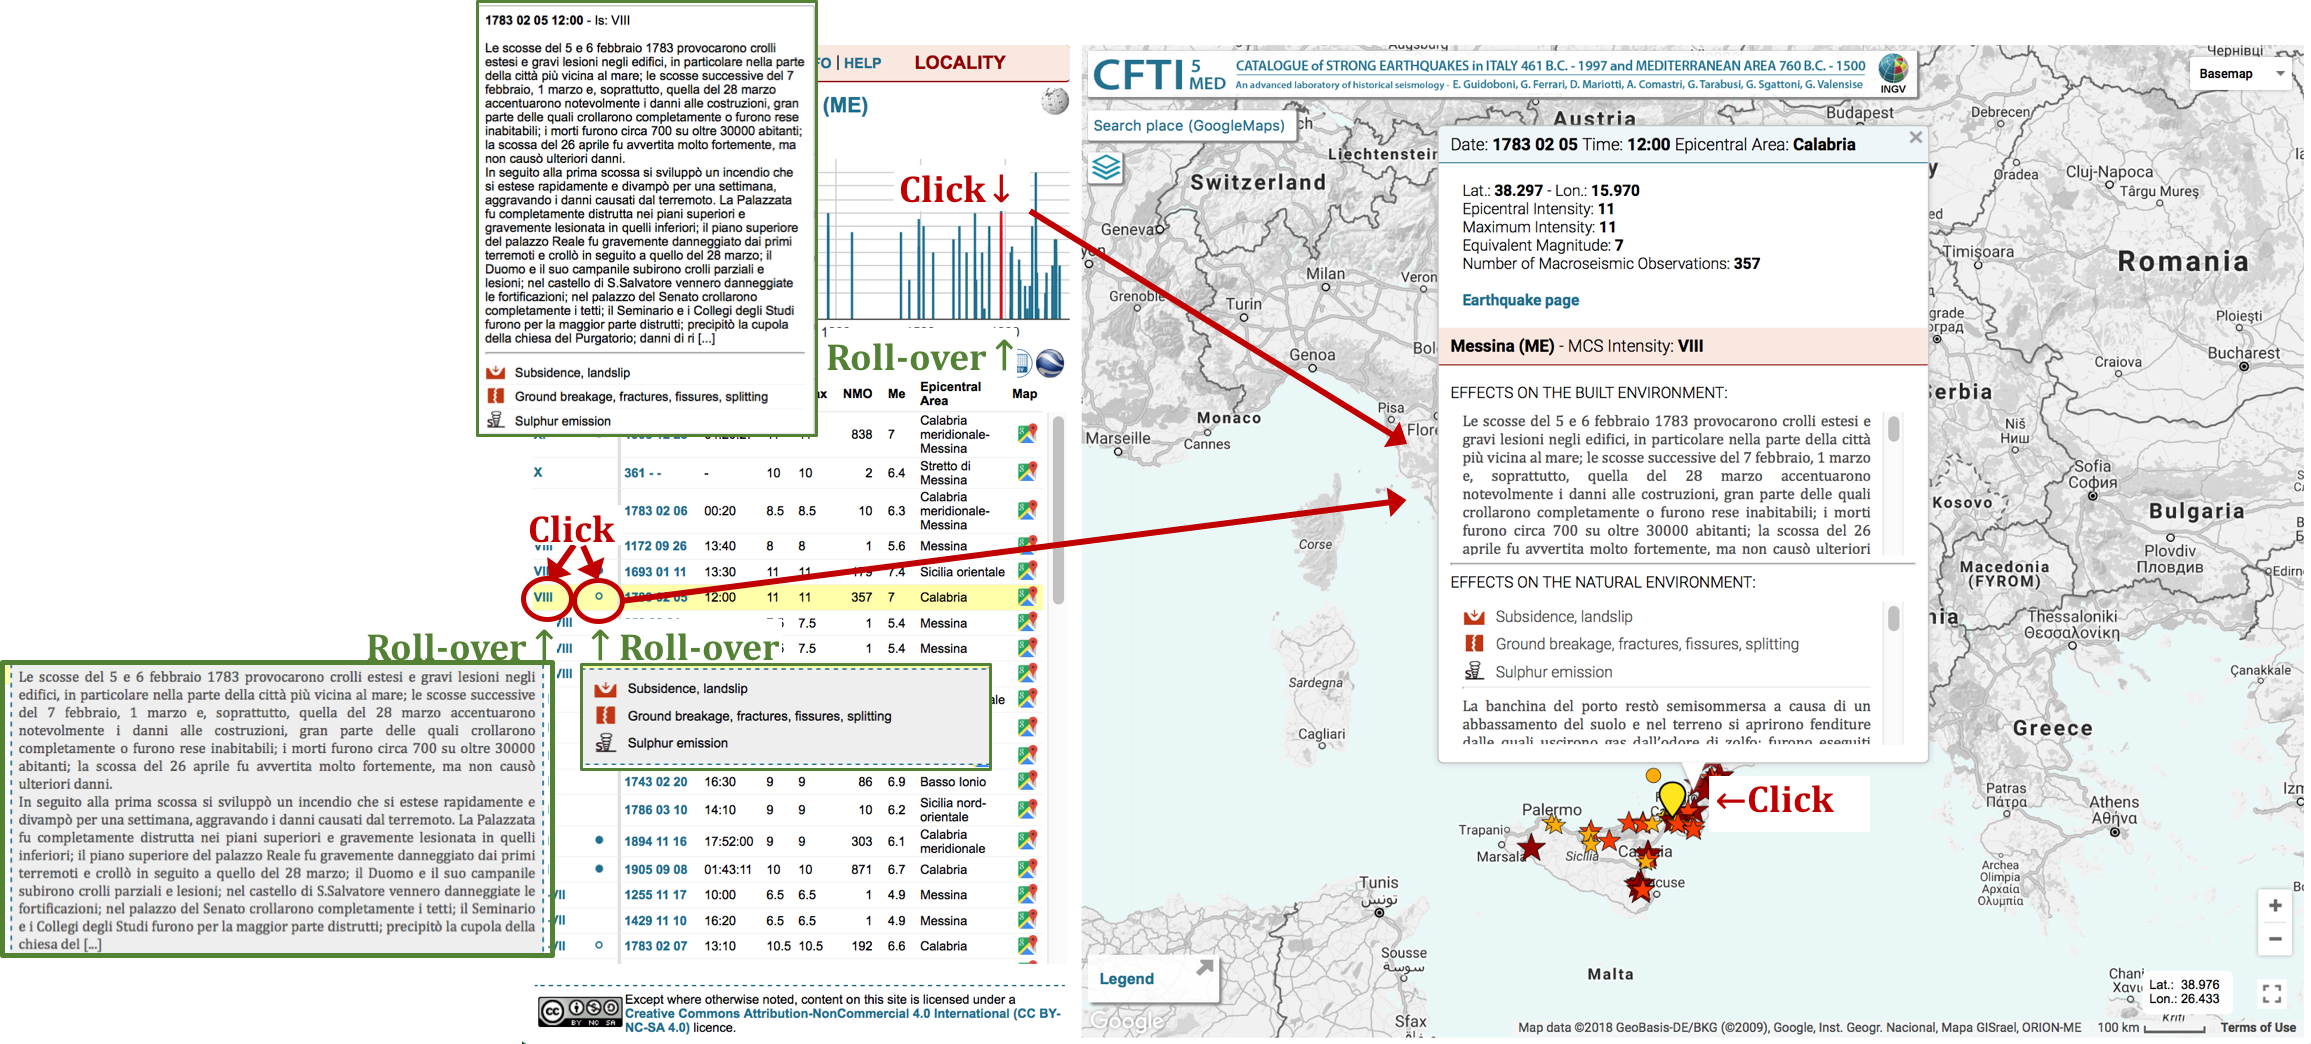 1783 02 05 12:00 - Is: VIII
Le scosse del 5 e 6 febbraio 1783 provocarono crolli
estesi e gravi lesioni negli edifici, in particolare nella parte
della città più vicina al mare; le scosse successive del 7
febbraio, 1 marzo e, soprattutto, quella del 28 marzo
accentuarono notevolmente i danni alle costruzioni, gran
parte delle quali crollarono completamente o furono rese
inabitabili; i morti furono circa 700 su oltre 30000 abitanti;
la scossa del 26 aprile fu avvertita molto fortemente, ma
non causò ulteriori danni.
In seguito alla prima scossa si sviluppò un incendio che
si estese rapidamente e divampò per una settimana,
aggravando i danni causati dal terremoto. La Palazzata
fu completamente distrutta nei piani superiori e
gravemente lesionata in quelli inferiori; il piano superiore
del palazzo Reale fu gravemente danneggiato dai primi
terremoti e crollò in seguito a quello del 28 marzo; il
Duomo e il suo campanile subirono crolli parziali e
lesioni; nel castello di S.Salvatore vennero danneggiate
le fortificazioni; nel palazzo del Senato crollarono
completamente i tetti; il Seminario e i Collegi degli Studi
furono per la maggior parte distrutti; precipitò la cupola
della chiesa del Purgatorio; danni di ri [...]
Subsidence, landslip
Ground breakage, fractures, fissures, splitting
Sulphur emission
FO | HELP LOCALITY
(ME)
Click↓
Roll-over ↑
ax NMO Me Epicentral Area Map
838 7 Calabria meridionale-Messina
X 361 - - - 10 10 2 6.4 Stretto di Messina
1783 02 06 00:20 8.5 8.5 10 6.3 Calabria meridionale-Messina
Click
VIII 1172 09 26 13:40 8 8 1 5.6 Messina
VIII 1693 01 11 13:30 11 11 179 7.4 Sicilia orientale
VIII 1783 02 05 12:00 11 11 357 7 Calabria
VIII 7.5 1 5.4 Messina
VIII 7.5 1 5.4 Messina
Roll-over ↑ ↑ Roll-over
VIII
Le scosse del 5 e 6 febbraio 1783 provocarono crolli estesi e gravi lesioni negli
edifici, in particolare nella parte della città più vicina al mare; le scosse successive
del 7 febbraio, 1 marzo e, soprattutto, quella del 28 marzo accentuarono
notevolmente i danni alle costruzioni, gran parte delle quali crollarono
completamente o furono rese inabitabili; i morti furono circa 700 su oltre 30000
abitanti; la scossa del 26 aprile fu avvertita molto fortemente, ma non causò
ulteriori danni.
In seguito alla prima scossa si sviluppò un incendio che si estese rapidamente e
divampò per una settimana, aggravando i danni causati dal terremoto. La Palazzata
fu completamente distrutta nei piani superiori e gravemente lesionata in quelli
inferiori; il piano superiore del palazzo Reale fu gravemente danneggiato dai primi
terremoti e crollò in seguito a quello del 28 marzo; il Duomo e il suo campanile
subirono crolli parziali e lesioni; nel castello di S.Salvatore vennero danneggiate le
fortificazioni; nel palazzo del Senato crollarono completamente i tetti; il Seminario
e i Collegi degli Studi furono per la maggior parte distrutti; precipitò la cupola della
chiesa del [...]
Subsidence, landslip
Ground breakage, fractures, fissures, splitting
Sulphur emission
ale
1743 02 20 16:30 9 9 86 6.9 Basso Ionio
1786 03 10 14:10 9 9 10 6.2 Sicilia nord-orientale
1894 11 16 17:52:00 9 9 303 6.1 Calabria meridionale
1905 09 08 01:43:11 10 10 871 6.7 Calabria
VII 1255 11 17 10:00 6.5 6.5 1 4.9 Messina
VII 1429 11 10 16:20 6.5 6.5 1 4.9 Messina
VII 1783 02 07 13:10 10.5 10.5 192 6.6 Calabria
cc BY NC SA
Except where otherwise noted, content on this site is licensed under a
Creative Commons Attribution-NonCommercial 4.0 International (CC BY-
NC-SA 4.0) licence.
CFTI 5 MED
CATALOGUE of STRONG EARTHQUAKES in ITALY 461 B.C. - 1997 and MEDITERRANEAN AREA 760 B.C. - 1500
An advanced laboratory of historical seismology - E. Guidoboni, G. Ferrari, D. Mariotti, A. Comastri, G. Tarabusi, G. Sgattoni, G. Valensise
INGV
Basemap
Search place (GoogleMaps)
Date: 1783 02 05 Time: 12:00 Epicentral Area: Calabria
Lat.: 38.297 - Lon.: 15.970
Epicentral Intensity: 11
Maximum Intensity: 11
Equivalent Magnitude: 7
Number of Macroseismic Observations: 357
Earthquake page
Messina (ME) - MCS Intensity: VIII
EFFECTS ON THE BUILT ENVIRONMENT:
Le scosse del 5 e 6 febbraio 1783 provocarono crolli estesi e
gravi lesioni negli edifici, in particolare nella parte della città
più vicina al mare; le scosse successive del 7 febbraio, 1 marzo
e, soprattutto, quella del 28 marzo accentuarono
notevolmente i danni alle costruzioni, gran parte delle quali
crollarono completamente o furono rese inabitabili; i morti
furono circa 700 su oltre 30000 abitanti; la scossa del 26
aprile fu avvertita molto fortemente, ma non causò ulteriori
EFFECTS ON THE NATURAL ENVIRONMENT:
Subsidence, landslip
Ground breakage, fractures, fissures, splitting
Sulphur emission
La banchina del porto restò semisommersa a causa di un
abbassamento del suolo e nel terreno si aprirono fenditure
dalle quali uscirono gas dall'odore di zolfo; furono eseguiti
←Click
Augsburg
Чернівці
Austria
Budapest
Debrecen
Liechtenstein
Switzerland
Oradea
Cluj-Napoca
Târgu Mureș
Geneva
Timișoara
Romania
Milan
Veron
Grenoble
Turin
Ploiești
Genoa
Bol
Craiova
Bucharest
Monaco
Pisa
Flor
Serbia
Marseille
Cannes
Niš
Ниш
Sofia
София
Kosovo
Bulgaria
Corse
Plovdiv
Пловдив
Macedonia
(FYROM)
Edirn
Thessaloniki
Θεσσαλονίκη
Sardegna
Çanakkale
Greece
Cagliari
Patras
Πάτρα
Athens
Αθήνα
Izm
Palermo
Trapani
Marsala
Sicilia
Catania
cuse
Archea
Olimpia
Αρχαία
Ολυμπία
Tunis
تونس
Sousse
سوسة
Malta
Sfax
Chani
Χανι
Kriti
Legend
Google
Lat.: 38.976
Lon.: 26.433
Map data ©2018 GeoBasis-DE/BKG (©2009), Google, Inst. Geogr. Nacional, Mapa GISrael, ORION-ME 100 km Terms of Use